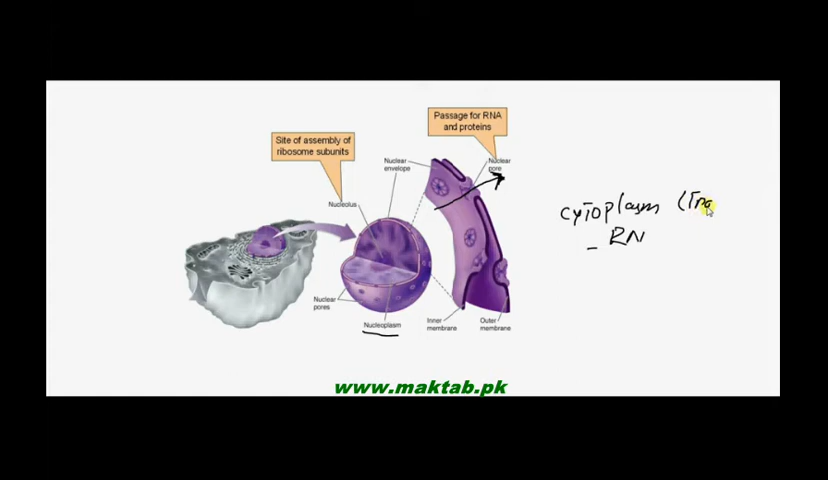 Passage for RNA
and proteins
Site of assembly of
ribosome subunits
Nuclear
envelope
Nuclear
pore
Nucleolus
cytoplasm (Tra
- RN
Nuclear
pores
Nucleoplasm
Inner
membrane
Outer
membrane
www.maktab.pk